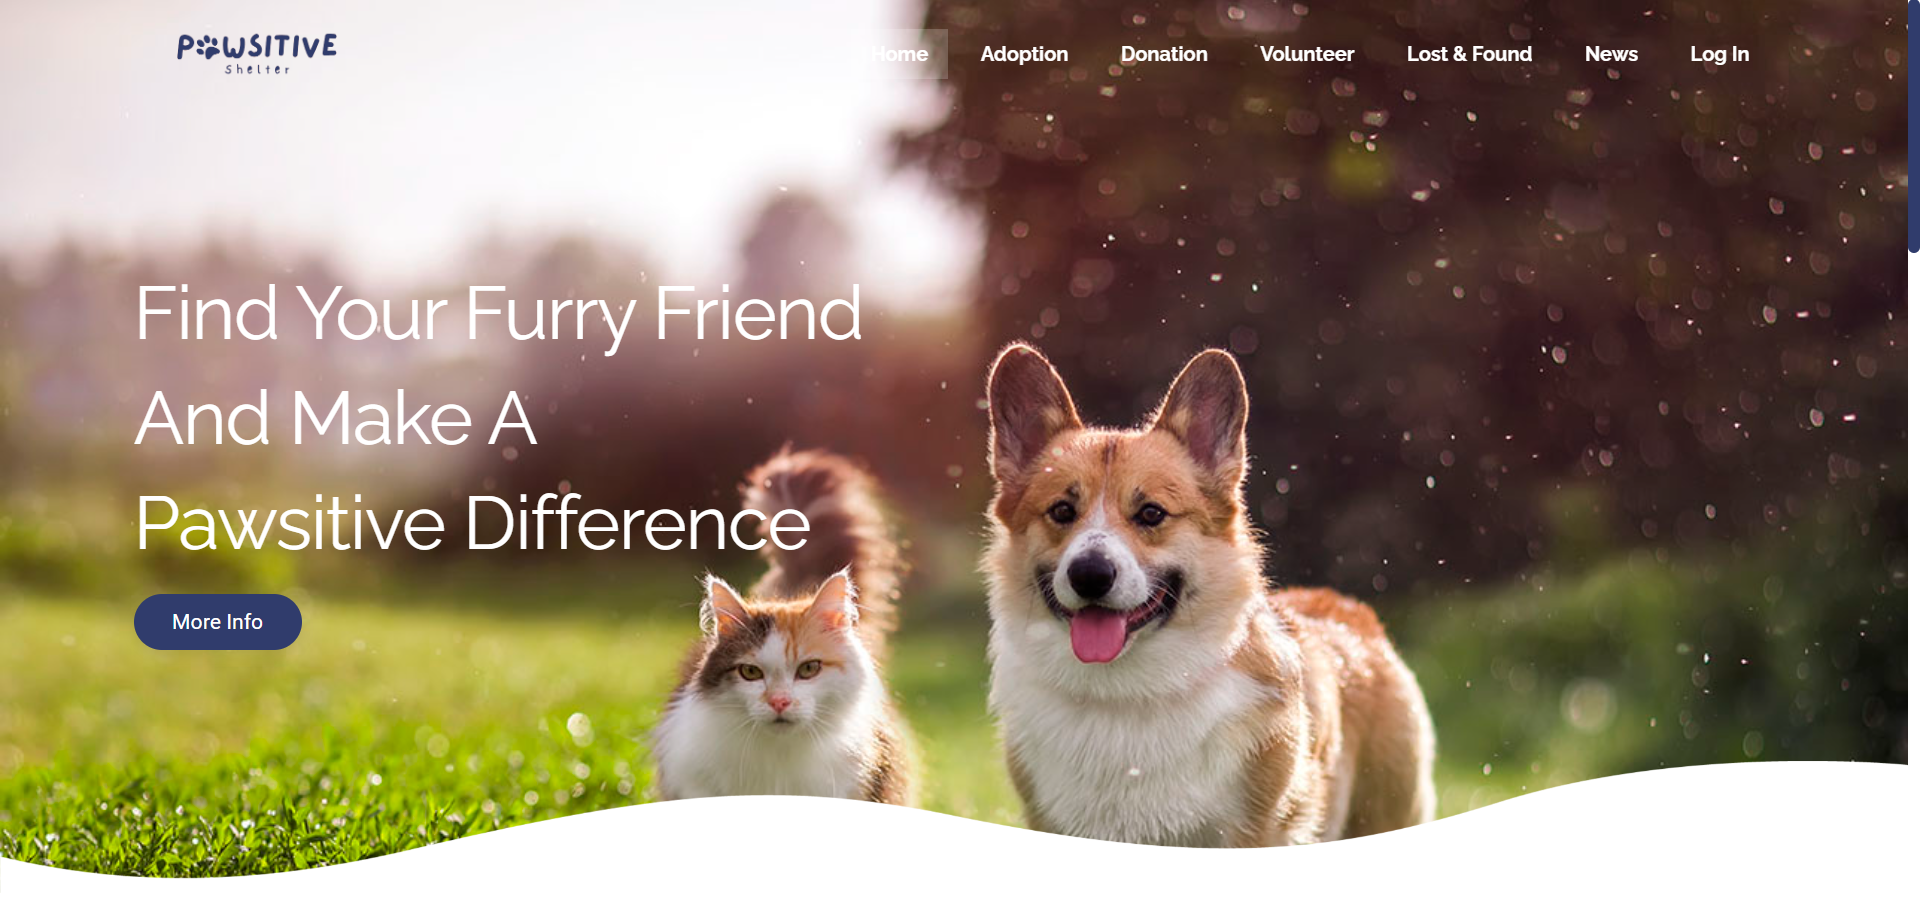 PAWSITIVE
Shelter
Home Adoption Donation Volunteer Lost & Found News Log In
Find Your Furry Friend
And Make A
Pawsitive Difference
More Info